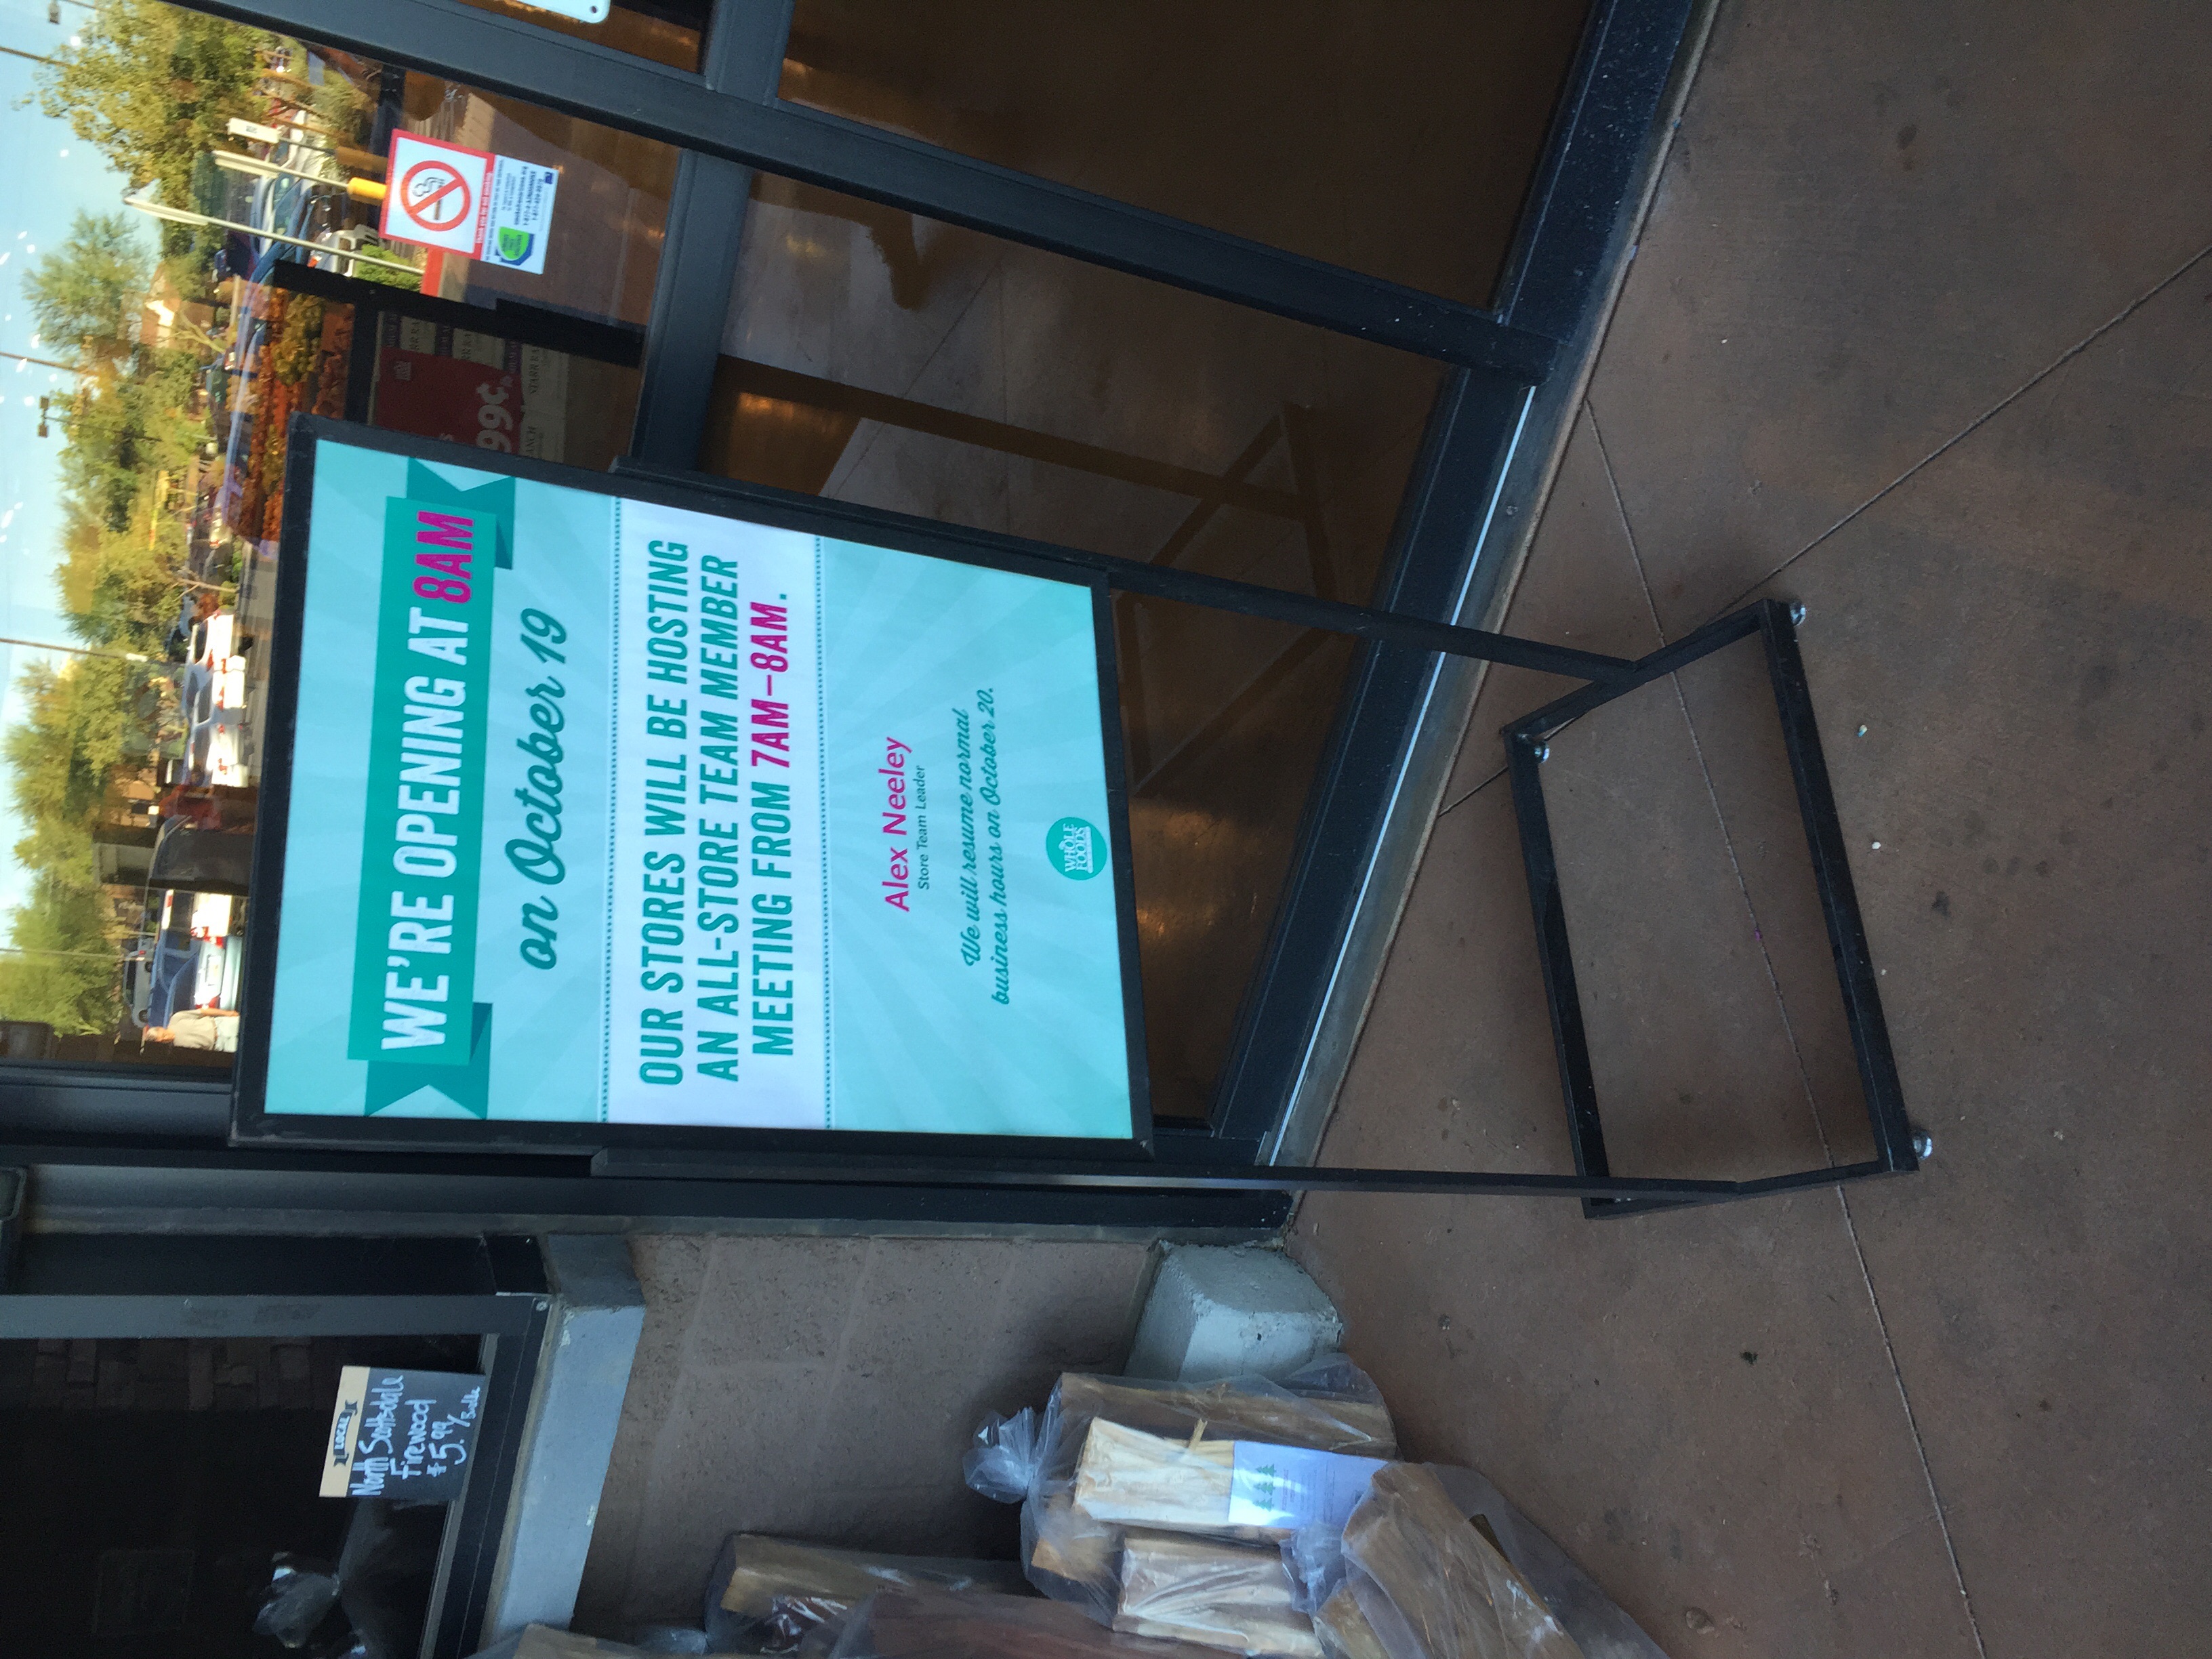 WE'RE OPENING AT 8AM
on October 19
OUR STORES WILL BE HOSTING
AN ALL-STORE TEAM MEMBER
MEETING FROM 7AM–8AM.
Alex Neeley
Store Team Leader
We will resume normal
business hours on October 20.
WHOLE
FOODS
LOCAL
North Scottsdale
Firewood
$5.99/
99¢